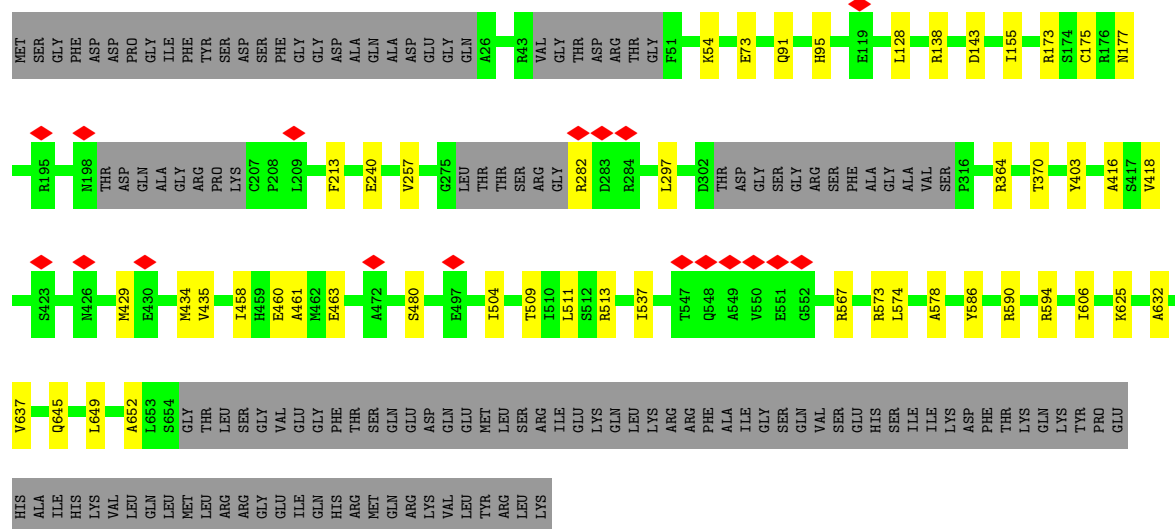 MET SER GLY PHE ASP ASP PRO GLY ILE PHE TYR SER ASP SER PHE GLY GLY ASP ALA GLN ALA ASP GLU GLY GLN A26 R43 VAL GLY THR ASP ARG THR GLY F51 K54 E73 Q91 H95 E119 L128 R138 D143 I155 R173 S174 C175 R176 N177
R195 N198 THR ASP GLN ALA GLY ARG PRO LYS C207 P208 L209 F213 E240 V257 G275 LEU THR THR SER ARG GLY R282 D283 R284 L297 D302 THR ASP GLY SER GLY ARG SER PHE ALA GLY ALA VAL SER P316 R364 T370 Y403 A416 S417 V418
S423 N426 M429 E430 M434 V435 I458 H459 E460 A461 M462 E463 A472 S480 E497 I504 T509 I510 L511 S512 R513 I537 T547 Q548 A549 V550 E551 G552 R567 R573 L574 A578 Y586 R590 R594 I606 K625 A632
V637 Q645 L649 A652 L653 S654 GLY THR LEU SER GLY VAL GLU GLY PHE THR SER GLN GLU ASP GLN GLU MET LEU SER ARG ILE GLU LYS GLN LEU LYS ARG ARG PHE ALA ILE GLY SER GLN VAL SER GLU HIS SER ILE ILE LYS ASP PHE THR LYS GLN LYS TYR PRO GLU
HIS ALA ILE HIS LYS VAL LEU GLN LEU MET LEU ARG ARG GLY GLU ILE GLN HIS ARG MET GLN ARG LYS VAL LEU TYR ARG LEU LYS